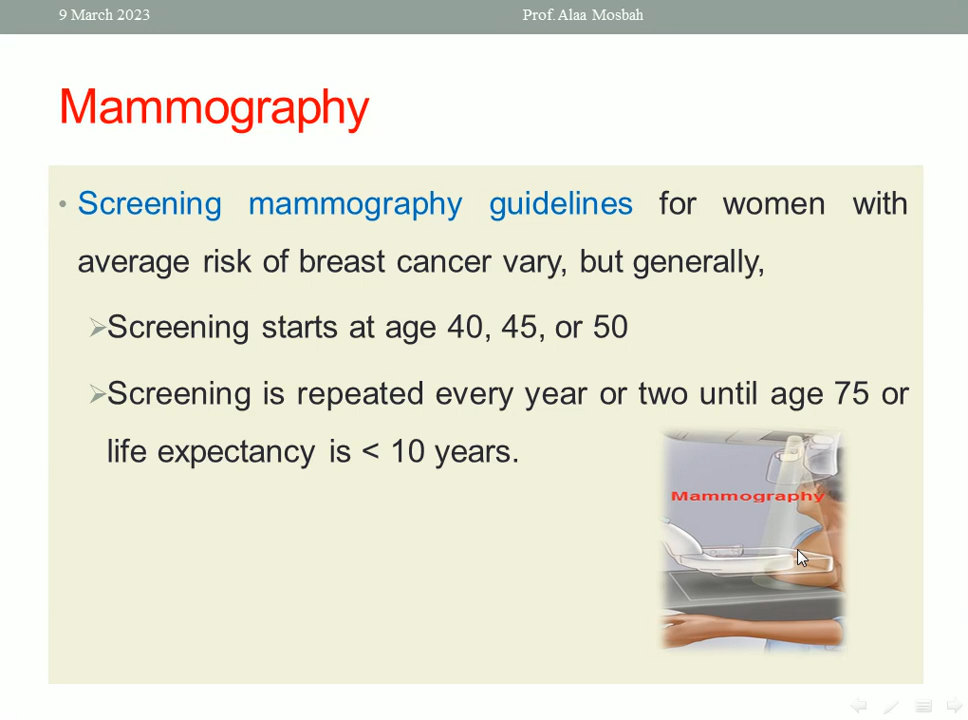 9 March 2023
Prof. Alaa Mosbah
Mammography
• Screening mammography guidelines for women with
average risk of breast cancer vary, but generally,
➢Screening starts at age 40, 45, or 50
➢Screening is repeated every year or two until age 75 or
life expectancy is < 10 years.
Mammography